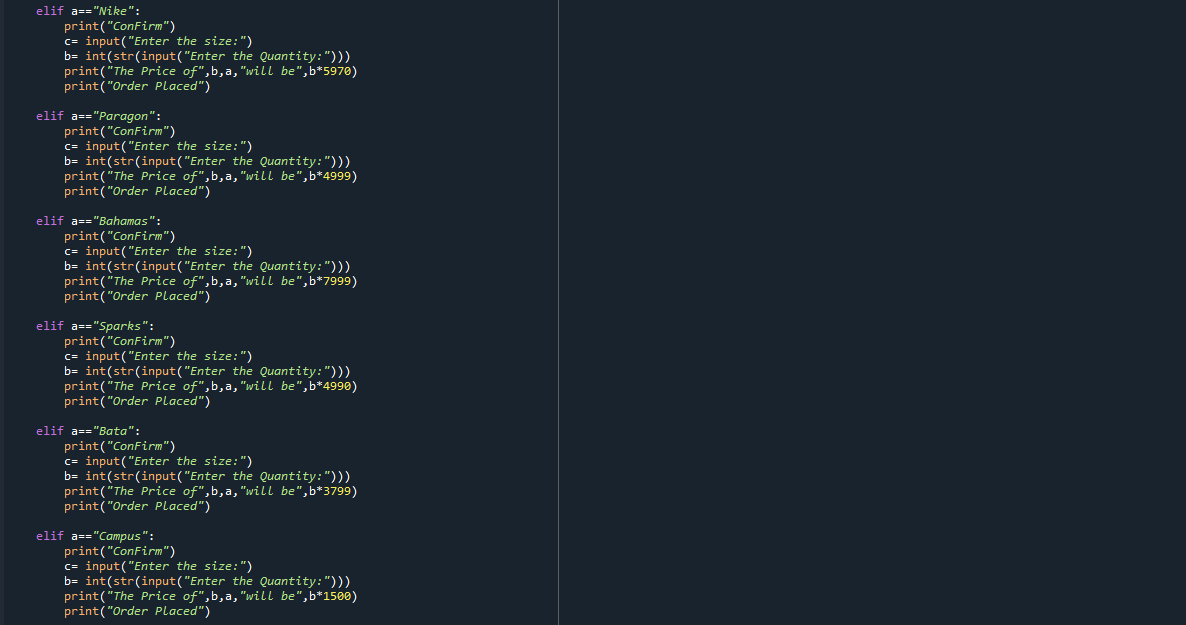 elif a=="Nike":
    print("ConFirm")
    c= input("Enter the size:")
    b= int(str(input("Enter the Quantity:")))
    print("The Price of",b,a,"will be",b*5970)
    print("Order Placed")

elif a=="Paragon":
    print("ConFirm")
    c= input("Enter the size:")
    b= int(str(input("Enter the Quantity:")))
    print("The Price of",b,a,"will be",b*4999)
    print("Order Placed")

elif a=="Bahamas":
    print("ConFirm")
    c= input("Enter the size:")
    b= int(str(input("Enter the Quantity:")))
    print("The Price of",b,a,"will be",b*7999)
    print("Order Placed")

elif a=="Sparks":
    print("ConFirm")
    c= input("Enter the size:")
    b= int(str(input("Enter the Quantity:")))
    print("The Price of",b,a,"will be",b*4990)
    print("Order Placed")

elif a=="Bata":
    print("ConFirm")
    c= input("Enter the size:")
    b= int(str(input("Enter the Quantity:")))
    print("The Price of",b,a,"will be",b*3799)
    print("Order Placed")

elif a=="Campus":
    print("ConFirm")
    c= input("Enter the size:")
    b= int(str(input("Enter the Quantity:")))
    print("The Price of",b,a,"will be",b*1500)
    print("Order Placed")